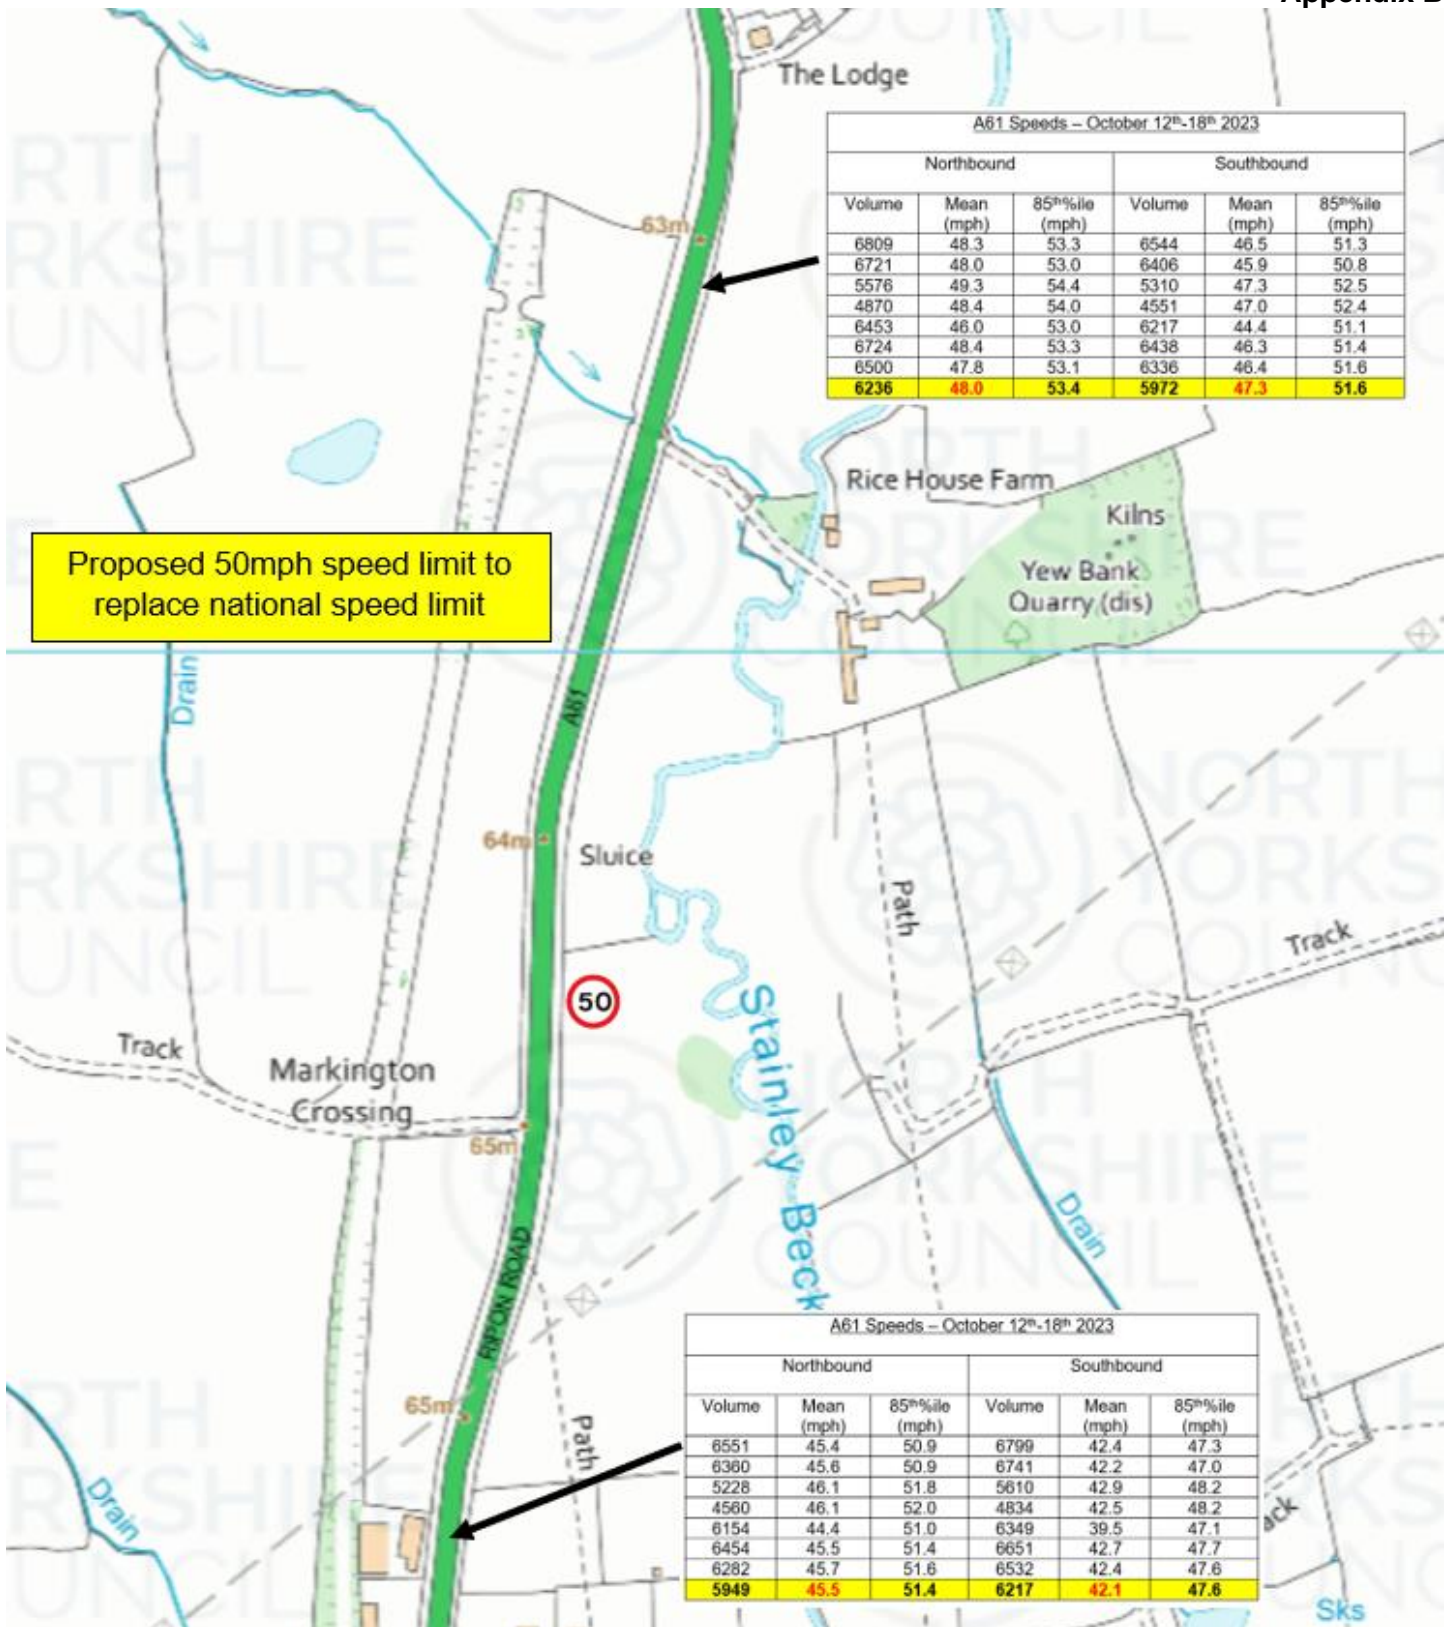 Appendix B
The Lodge
A61 Speeds – October 12th-18th 2023
Northbound Southbound
Volume Mean (mph) 85th%ile (mph) Volume Mean (mph) 85th%ile (mph)
6809 48.3 53.3 6544 46.5 51.3
6721 48.0 53.0 6406 45.9 50.8
5576 49.3 54.4 5310 47.3 52.5
4870 48.4 54.0 4551 47.0 52.4
6453 46.0 53.0 6217 44.4 51.1
6724 48.4 53.3 6438 46.3 51.4
6500 47.8 53.1 6336 46.4 51.6
6236 48.0 53.4 5972 47.3 51.6
63m
Rice House Farm
Kilns
Yew Bank
Quarry (dis)
Proposed 50mph speed limit to
replace national speed limit
Drain
A61
64m
Sluice
Path
Track
50
Stainley Beck
Track
Markington
Crossing
65m
Drain
RIPON ROAD
65m
Path
Drain
A61 Speeds – October 12th-18th 2023
Northbound Southbound
Volume Mean (mph) 85th%ile (mph) Volume Mean (mph) 85th%ile (mph)
6551 45.4 50.9 6799 42.4 47.3
6360 45.6 50.9 6741 42.2 47.0
5228 46.1 51.8 5610 42.9 48.2
4560 46.1 52.0 4834 42.5 48.2
6154 44.4 51.0 6349 39.5 47.1
6454 45.5 51.4 6651 42.7 47.7
6282 45.7 51.6 6532 42.4 47.6
5949 45.5 51.4 6217 42.1 47.6
ack
Sks
NORTH
YORKSHIRE
COUNCIL